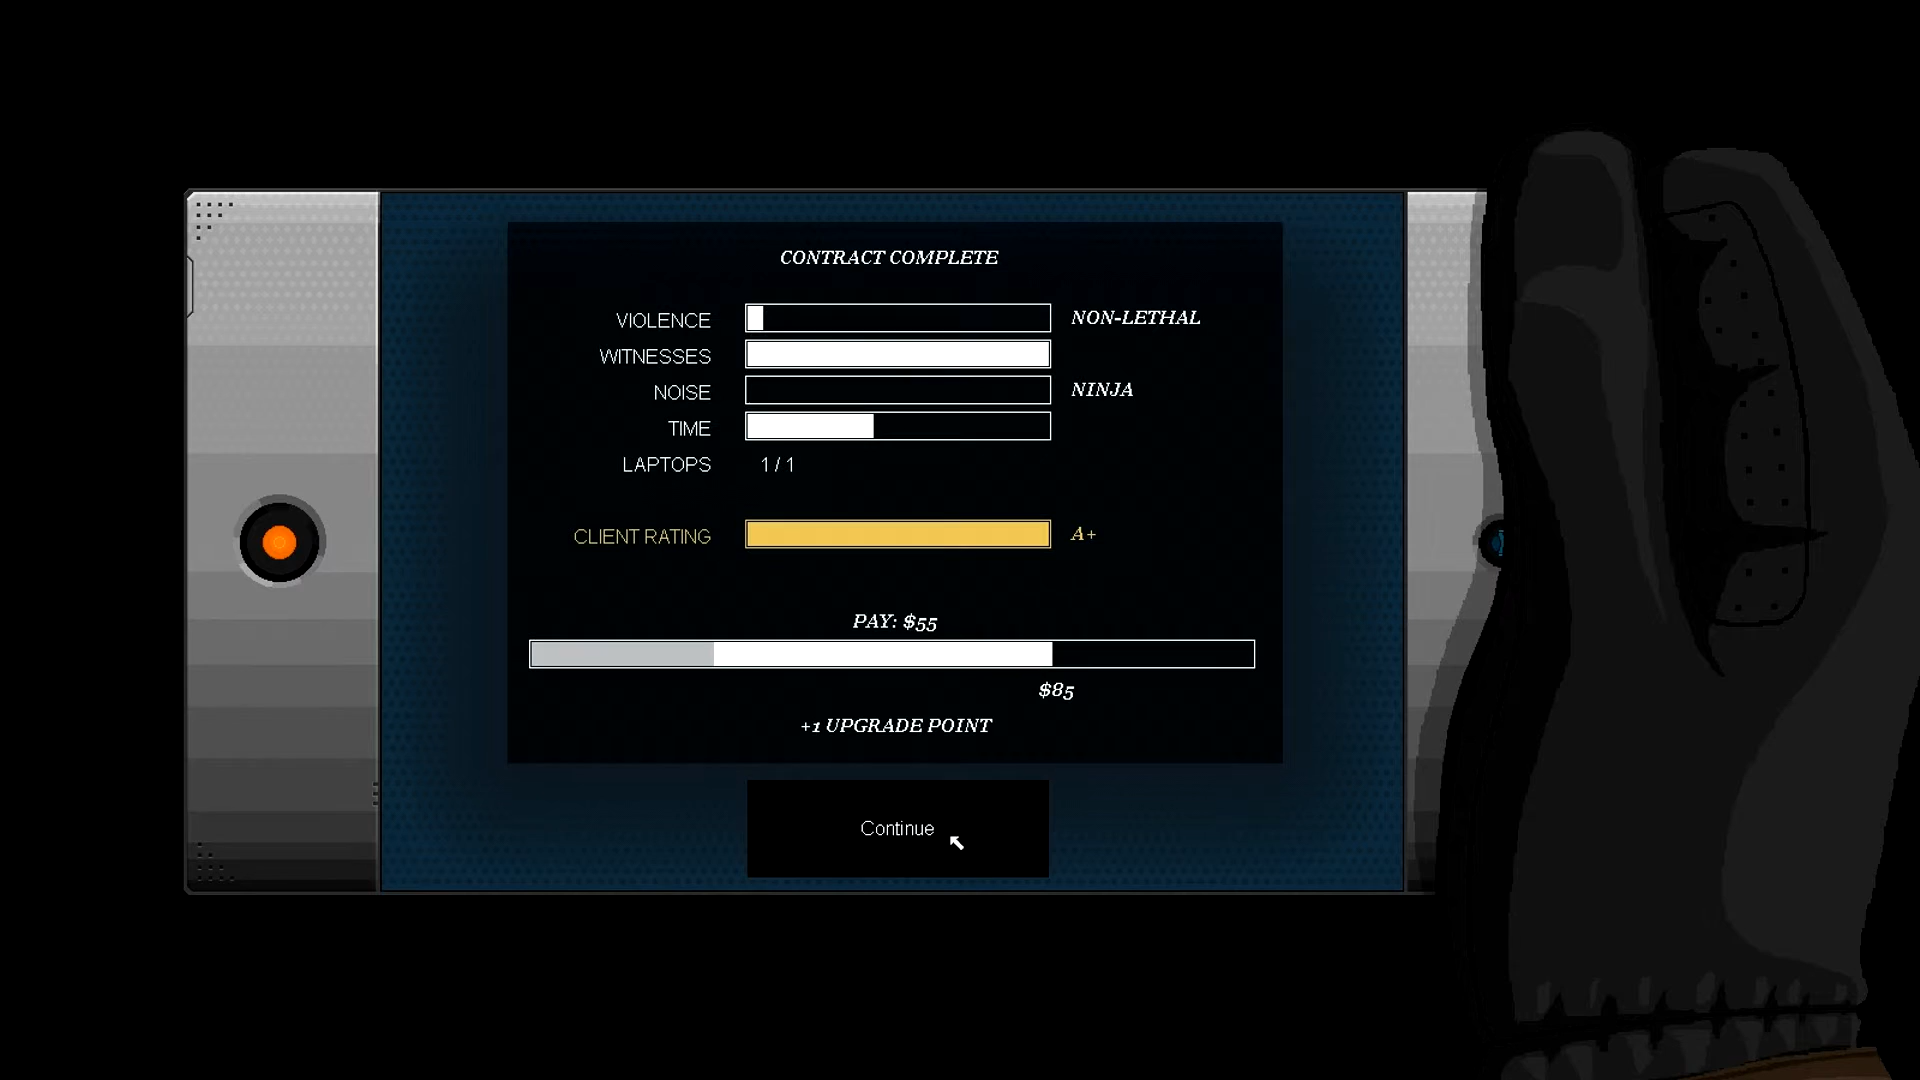 CONTRACT COMPLETE
VIOLENCE NON-LETHAL
WITNESSES
NOISE NINJA
TIME
LAPTOPS 1 / 1
CLIENT RATING A+
PAY: $55
$85
+1 UPGRADE POINT
Continue